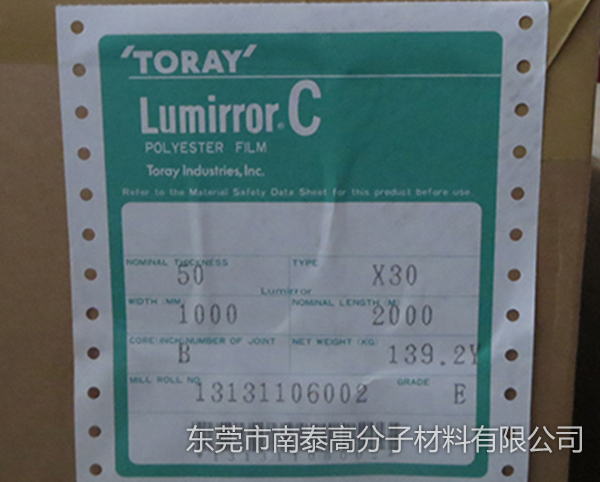 'TORAY'
Lumirror® C
POLYESTER FILM
Toray Industries, Inc.
Refer to the Material Safety Data Sheet for this product before use.
NOMINAL THICKNESS TYPE
50 X30
Lumirror
WIDTH (MM) NOMINAL LENGTH (M)
1000 2000
CORE(INCH)NUMBER OF JOINT NET WEIGHT (KG)
B 139.2Y
MILL ROLL NO. GRADE
13131106002 E
东莞市南泰高分子材料有限公司